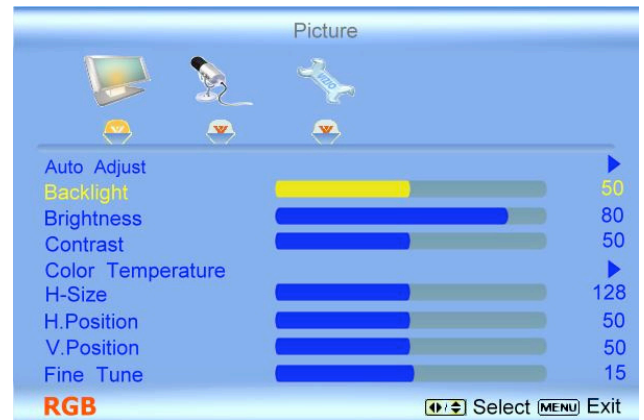 Picture
VIZIO
Auto Adjust
Backlight 50
Brightness 80
Contrast 50
Color Temperature
H-Size 128
H.Position 50
V.Position 50
Fine Tune 15
RGB Select MENU Exit